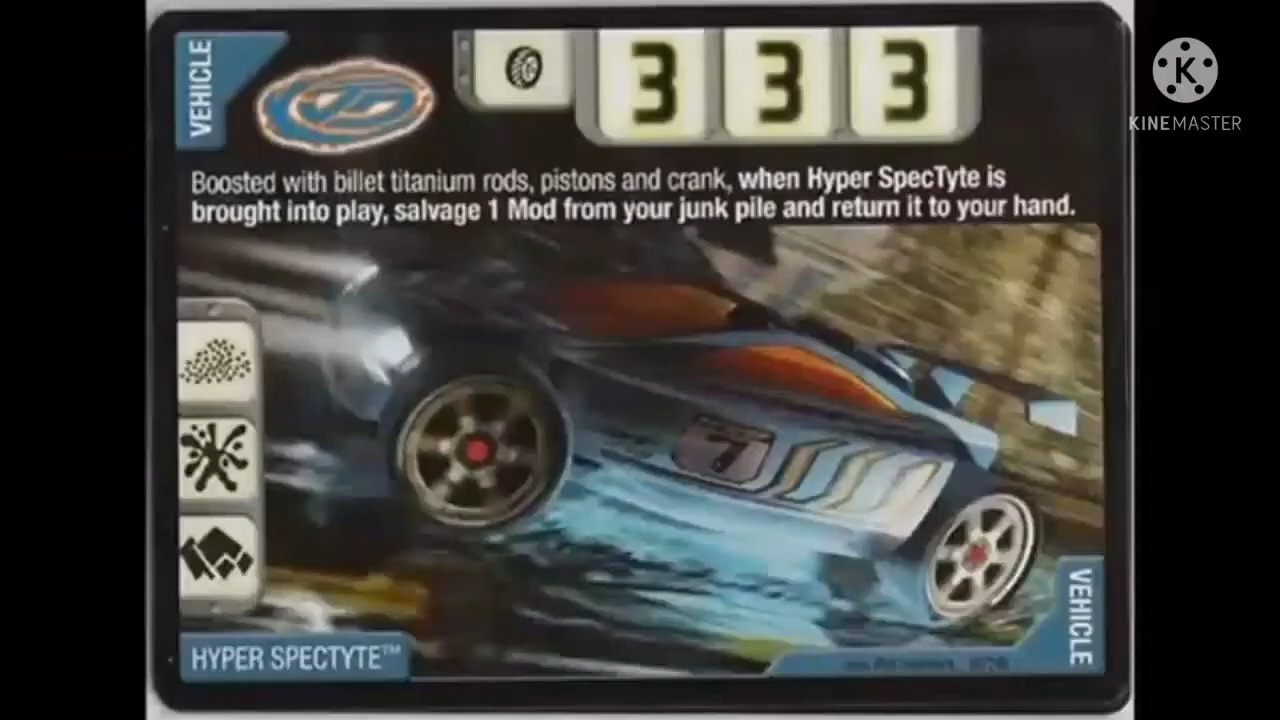 VEHICLE
3 3 3
KINEMASTER
Boosted with billet titanium rods, pistons and crank, when Hyper SpecTyte is
brought into play, salvage 1 Mod from your junk pile and return it to your hand.
7
VEHICLE
HYPER SPECTYTE™